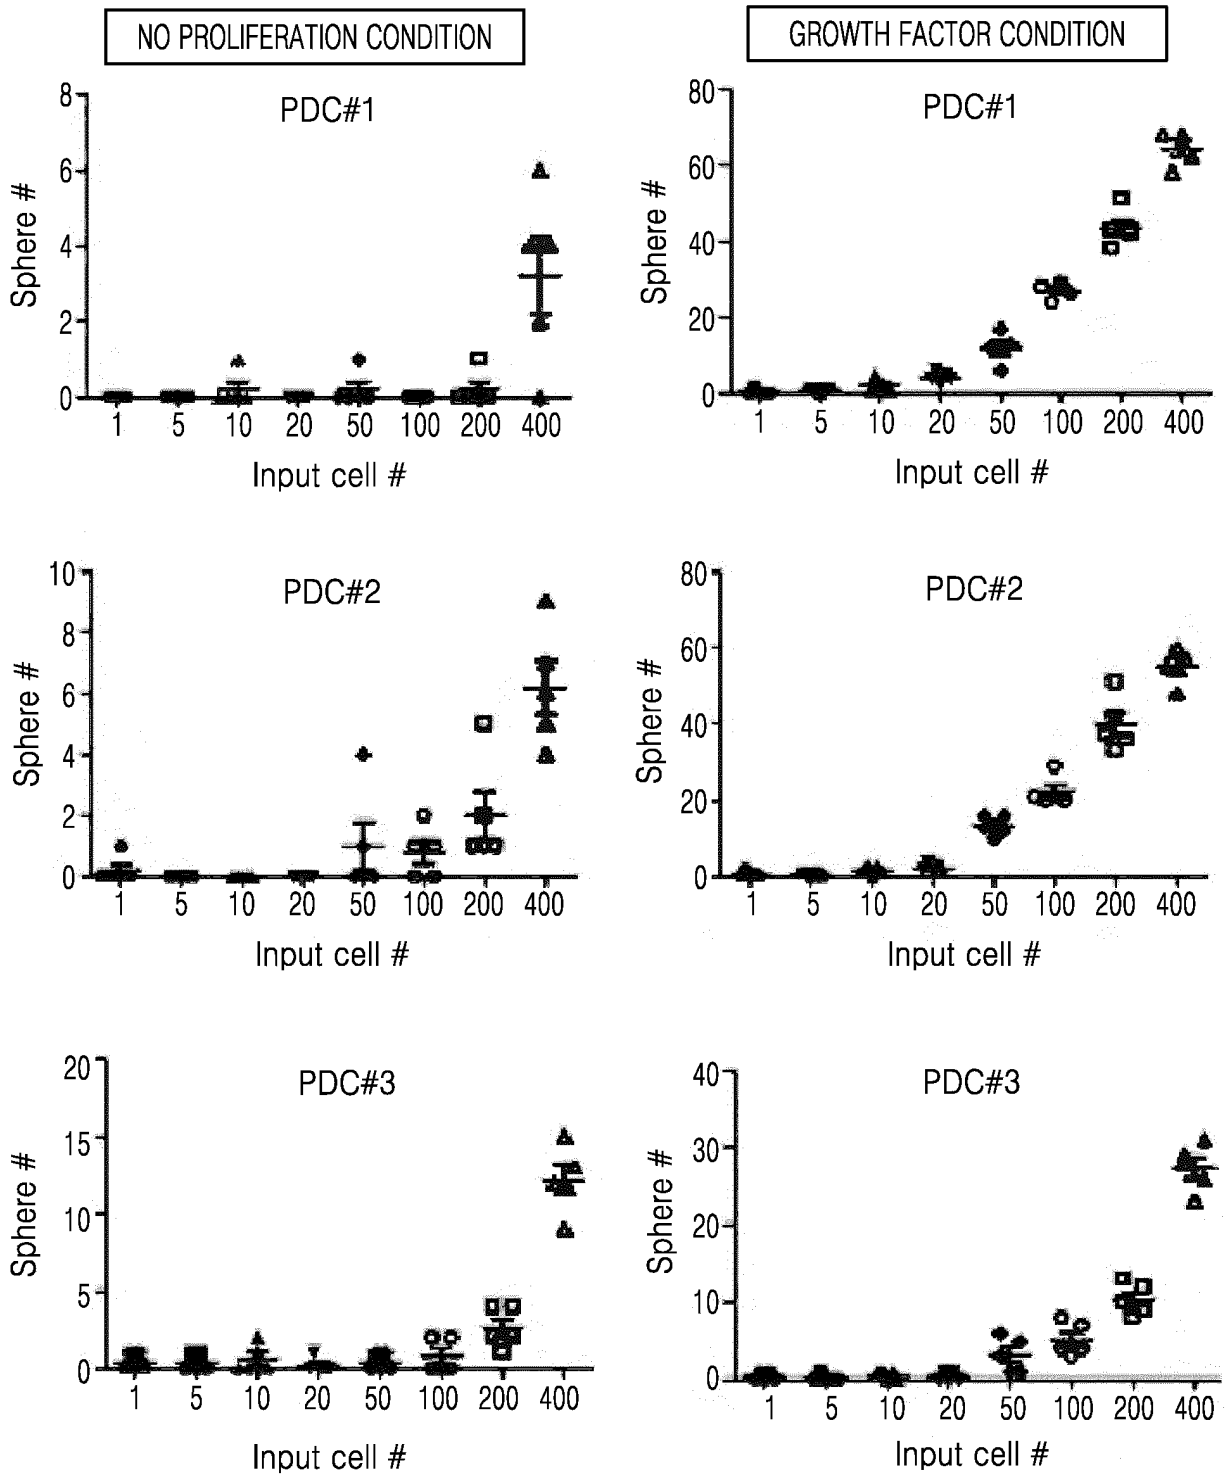 NO PROLIFERATION CONDITION
GROWTH FACTOR CONDITION
PDC#1
Sphere #
8
6
4
2
0
1 5 10 20 50 100 200 400
Input cell #
PDC#1
Sphere #
80
60
40
20
0
1 5 10 20 50 100 200 400
Input cell #
PDC#2
Sphere #
10
8
6
4
2
0
1 5 10 20 50 100 200 400
Input cell #
PDC#2
Sphere #
80
60
40
20
0
1 5 10 20 50 100 200 400
Input cell #
PDC#3
Sphere #
20
15
10
5
0
1 5 10 20 50 100 200 400
Input cell #
PDC#3
Sphere #
40
30
20
10
0
1 5 10 20 50 100 200 400
Input cell #